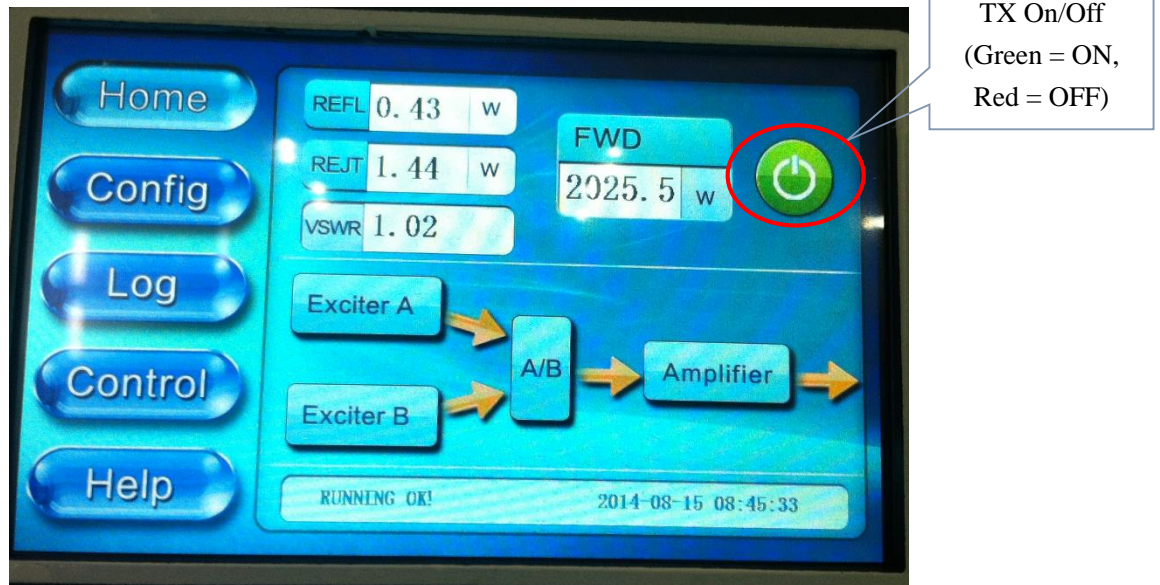 TX On/Off
(Green = ON,
Red = OFF)
Home
Config
Log
Control
Help
REFL 0.43 W
REJT 1.44 W
VSWR 1.02
FWD
2025.5 W
Exciter A
Exciter B
A/B
Amplifier
RUNNING OK! 2014-08-15 08:45:33